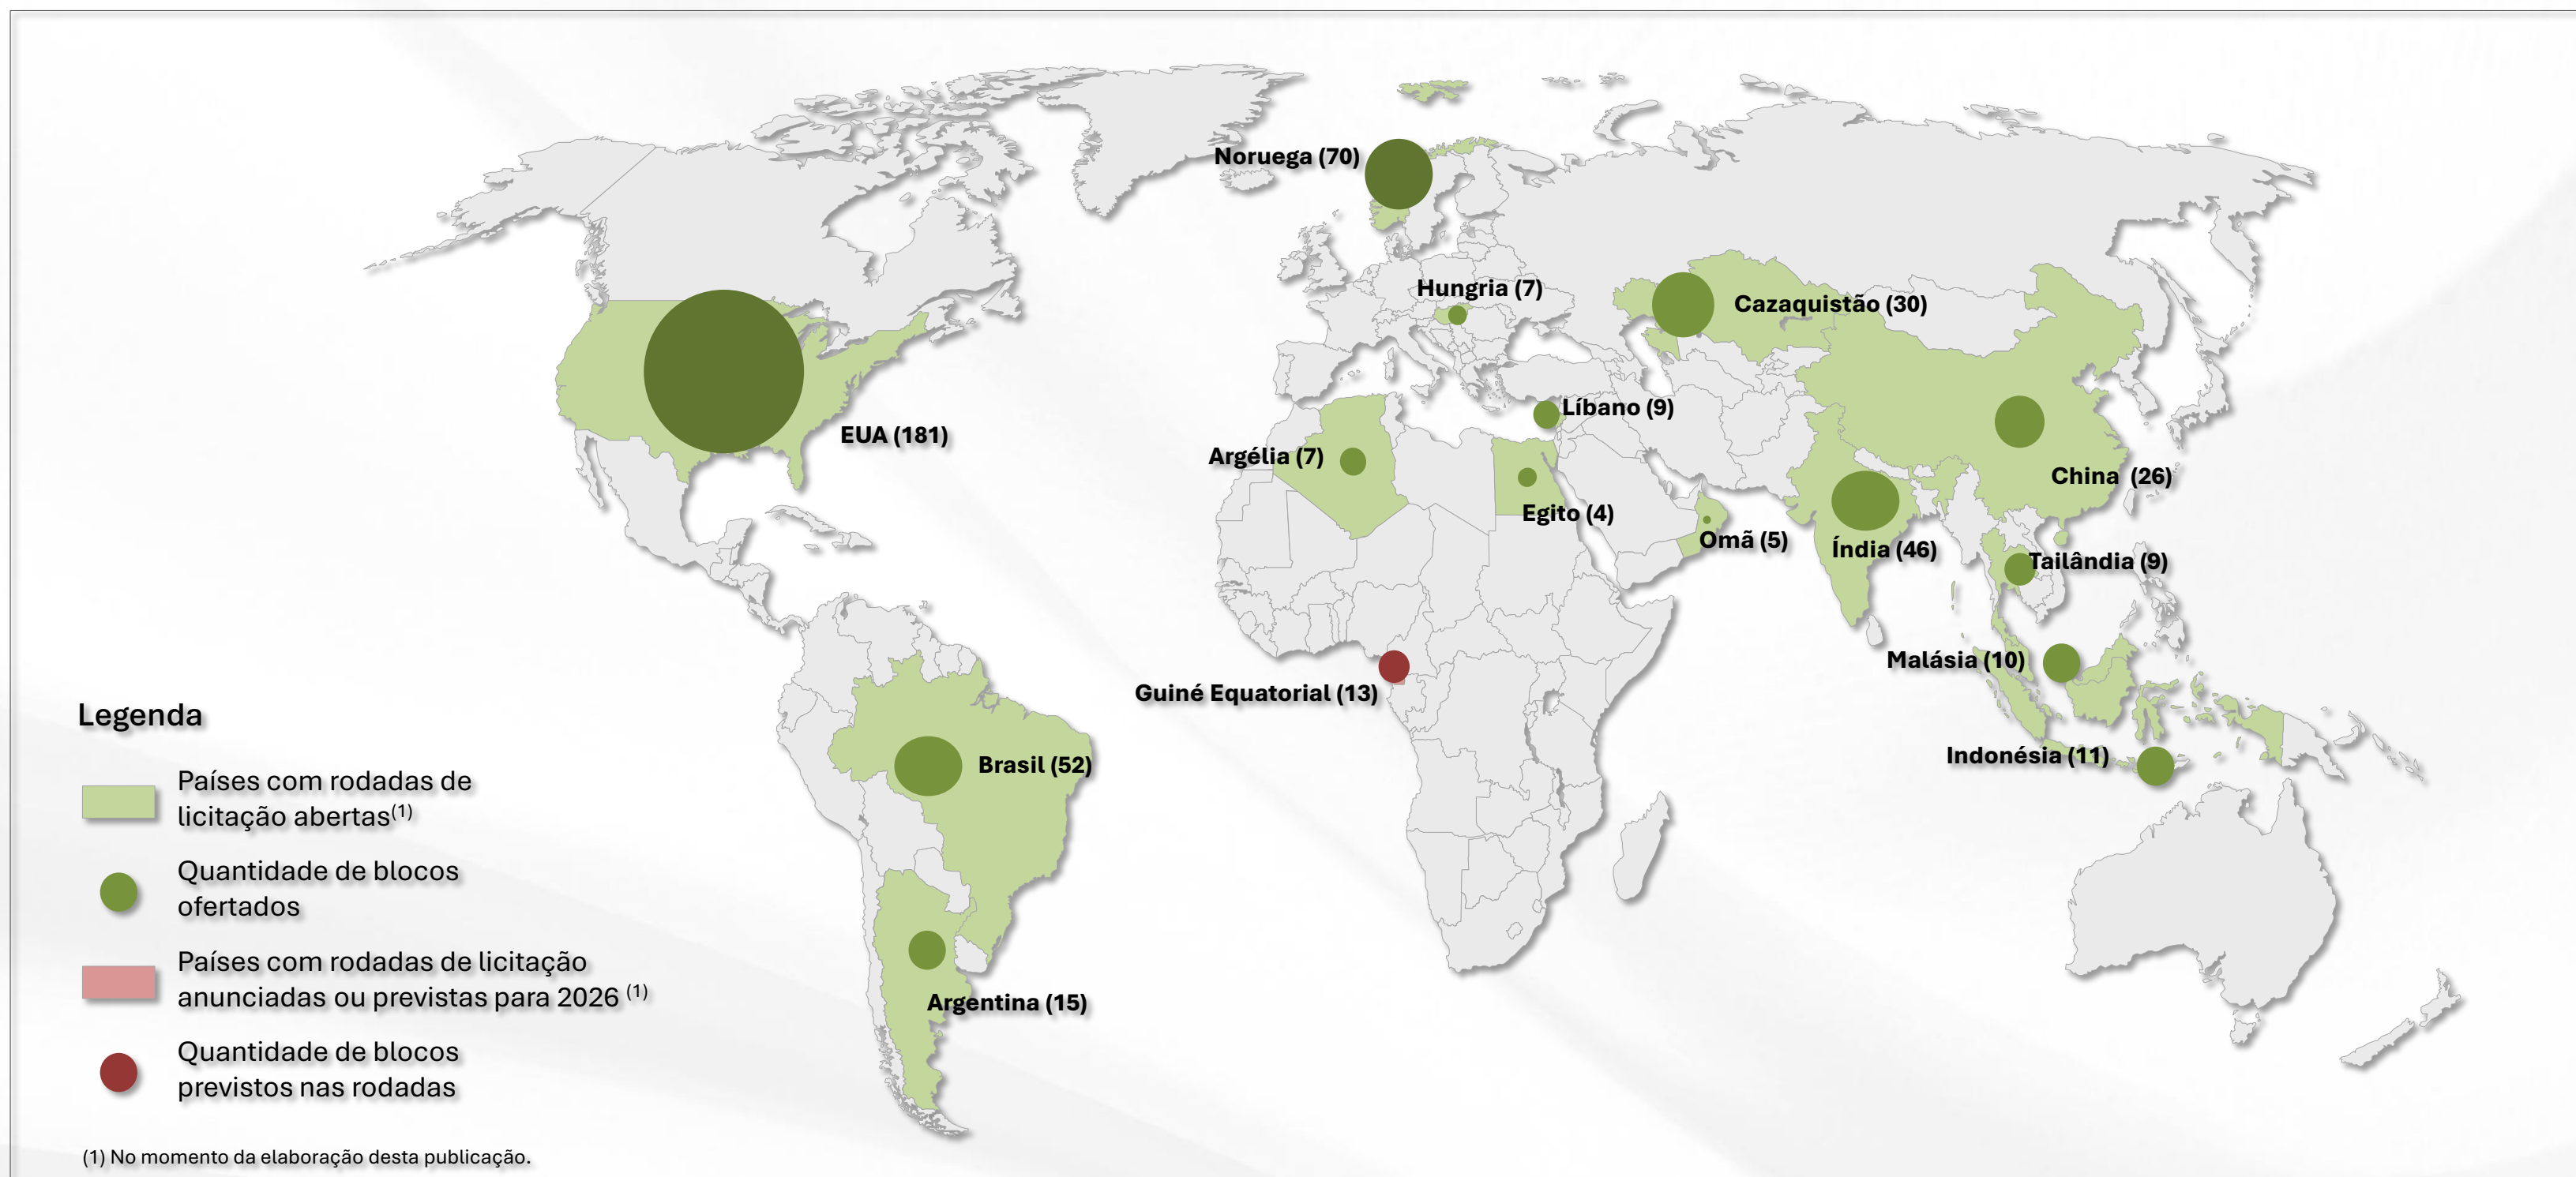 Noruega (70)
Hungria (7)
Cazaquistão (30)
Líbano (9)
EUA (181)
Argélia (7)
China  (26)
Egito (4)
Omã (5)
Índia (46)
Tailândia (9)
Malásia (10)
Guiné Equatorial (13)
Indonésia (11)
Brasil (52)
Argentina (15)
Legenda
Países com rodadas de
licitação abertas(1)
Quantidade de blocos
ofertados
Países com rodadas de licitação
anunciadas ou previstas para 2026 (1)
Quantidade de blocos
previstos nas rodadas
(1) No momento da elaboração desta publicação.